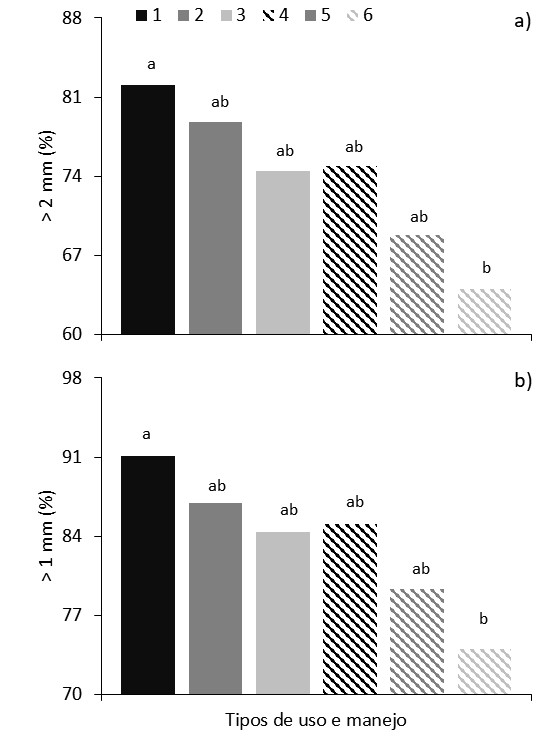 1 2 3 4 5 6
a)
88
81
74
67
60
> 2 mm (%)
a
ab
ab
ab
ab
b
b)
98
91
84
77
70
> 1 mm (%)
a
ab
ab
ab
ab
b
Tipos de uso e manejo